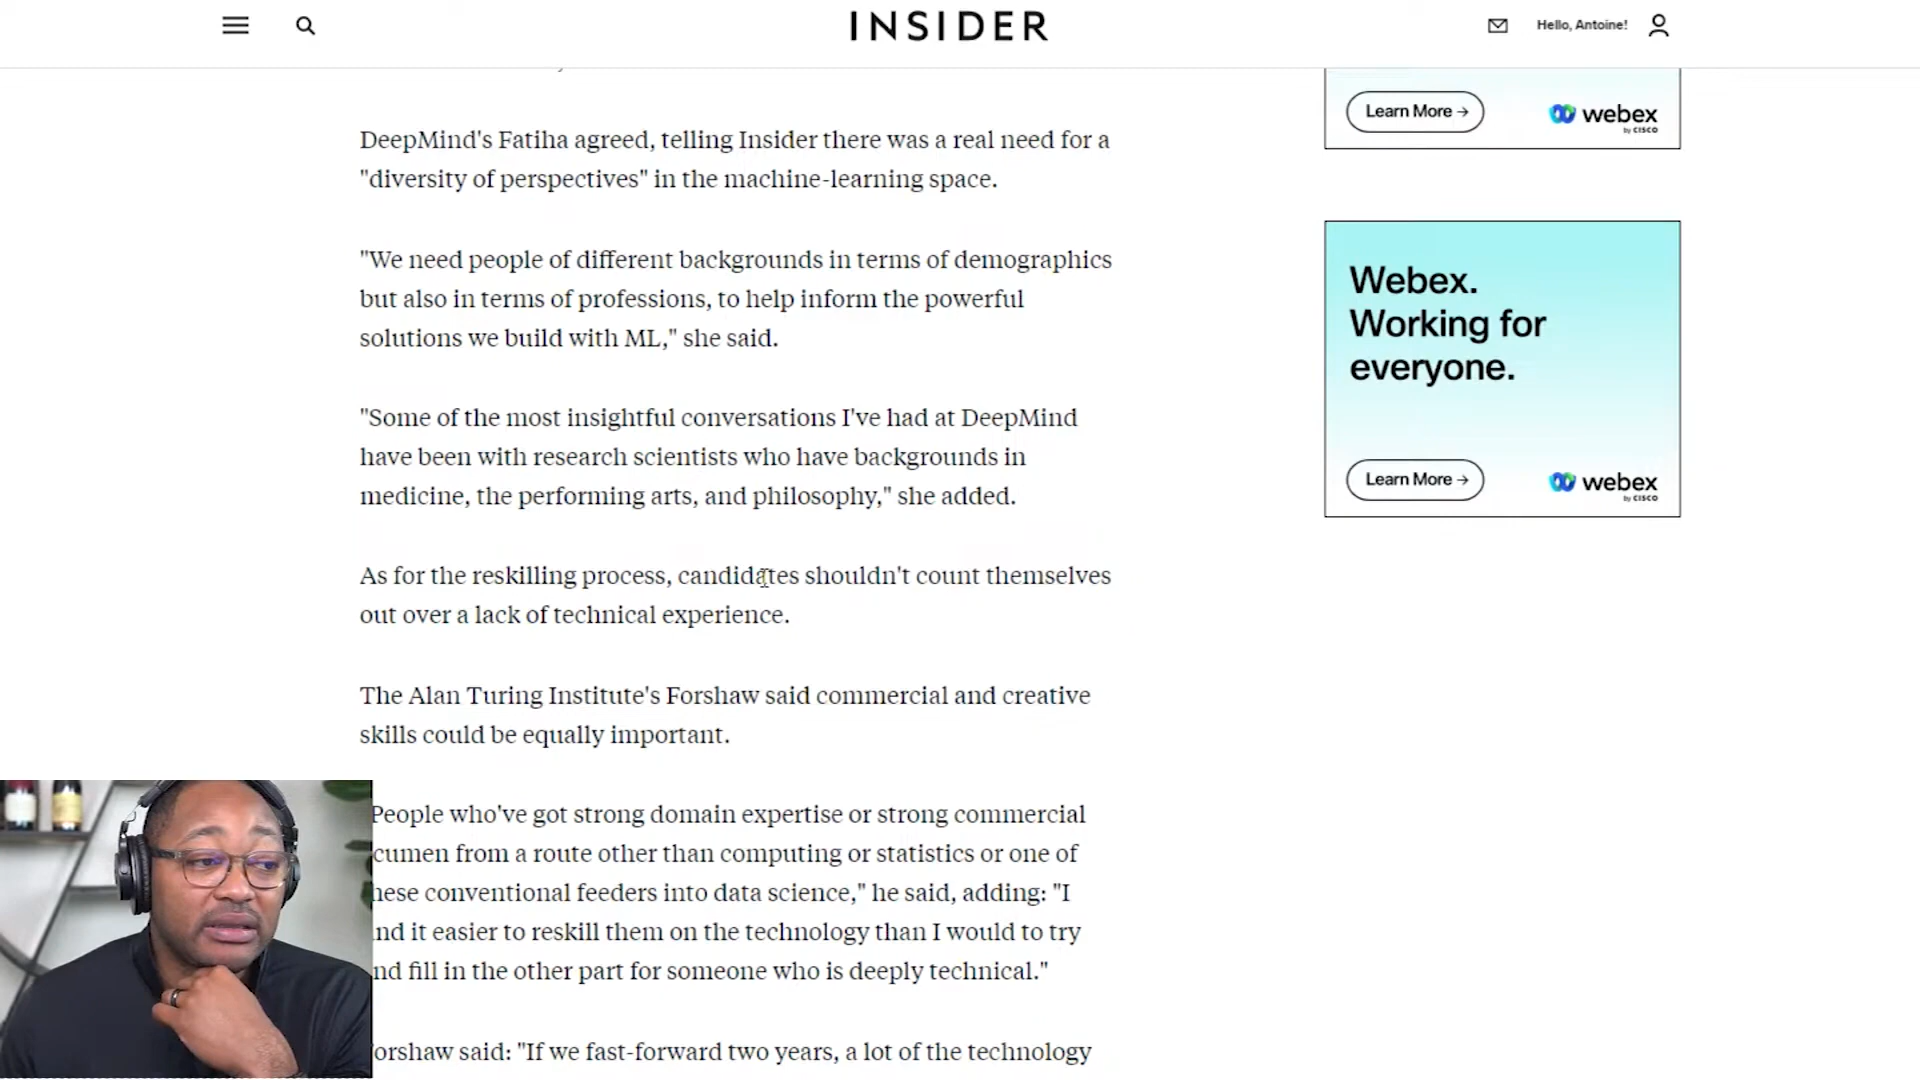 INSIDER
Hello, Antoine!
Learn More →
webex
by CISCO
DeepMind's Fatiha agreed, telling Insider there was a real need for a
"diversity of perspectives" in the machine-learning space.
"We need people of different backgrounds in terms of demographics
but also in terms of professions, to help inform the powerful
solutions we build with ML," she said.
"Some of the most insightful conversations I've had at DeepMind
have been with research scientists who have backgrounds in
medicine, the performing arts, and philosophy," she added.
As for the reskilling process, candidates shouldn't count themselves
out over a lack of technical experience.
The Alan Turing Institute's Forshaw said commercial and creative
skills could be equally important.
People who've got strong domain expertise or strong commercial
cumen from a route other than computing or statistics or one of
hese conventional feeders into data science," he said, adding: "I
nd it easier to reskill them on the technology than I would to try
nd fill in the other part for someone who is deeply technical."
orshaw said: "If we fast-forward two years, a lot of the technology
Webex.
Working for
everyone.
Learn More →
webex
by CISCO